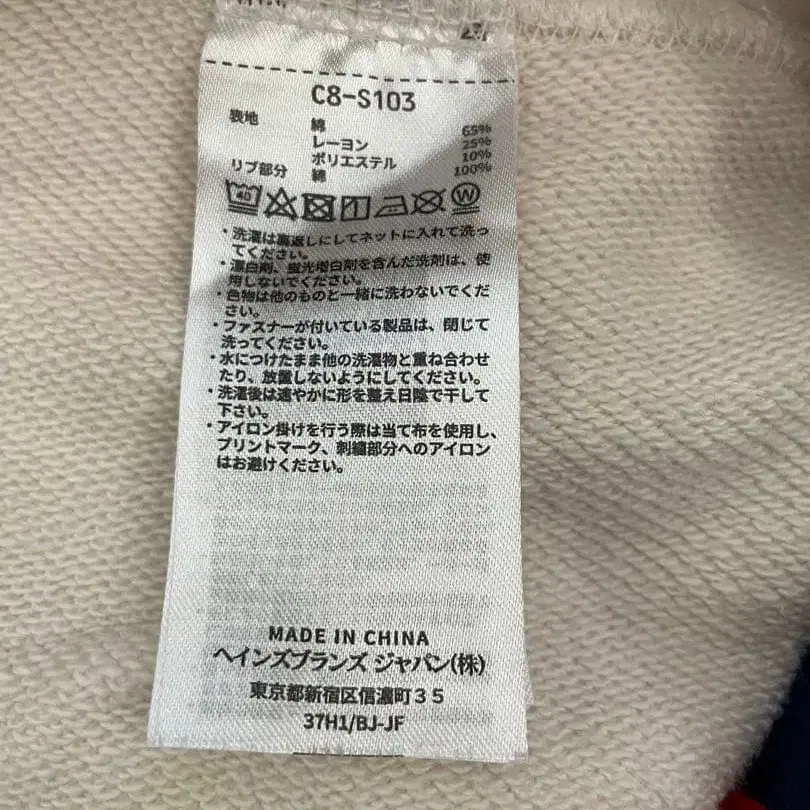 C8-S103
表地 綿 65%
レーヨン 25%
ポリエステル 10%
リブ部分 綿 100%
40 W
・洗濯は裏返しにしてネットに入れて洗っ
てください。
・漂白剤、蛍光増白剤を含んだ洗剤は、使
用しないでください。
・色物は他のものと一緒に洗わないでくだ
さい。
・ファスナーが付いている製品は、閉じて
洗ってください。
・水につけたまま他の洗濯物と重ね合わせ
たり、放置しないようにしてください。
・洗濯後は速やかに形を整え日陰で干して
下さい。
・アイロン掛けを行う際は当て布を使用し、
プリントマーク、刺繍部分へのアイロン
はお避けください。
MADE IN CHINA
ヘインズブランズ ジャパン(株)
東京都新宿区信濃町35
37H1/BJ-JF